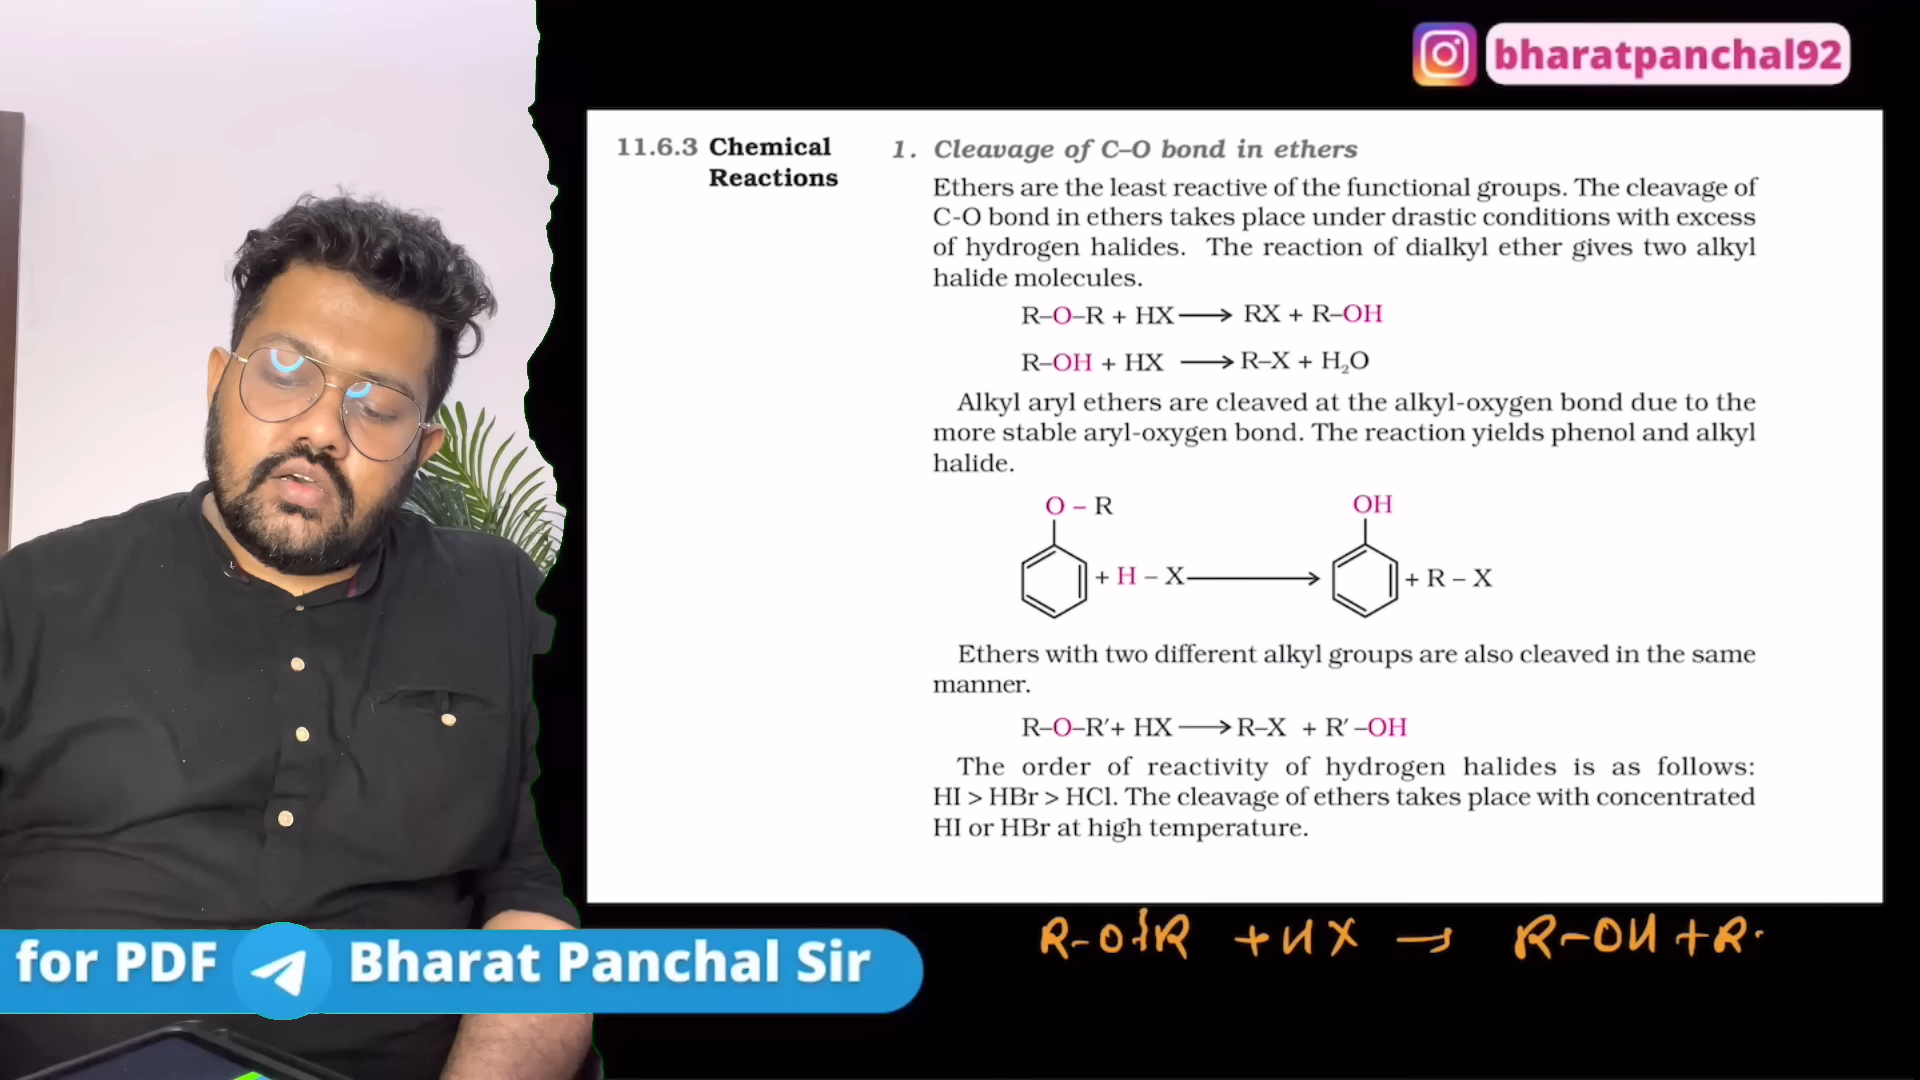 bharatpanchal92
11.6.3 Chemical
Reactions
1. Cleavage of C–O bond in ethers
Ethers are the least reactive of the functional groups. The cleavage of
C-O bond in ethers takes place under drastic conditions with excess
of hydrogen halides. The reaction of dialkyl ether gives two alkyl
halide molecules.
R–O–R + HX ⟶ RX + R–OH
R–OH + HX ⟶ R–X + H₂O
Alkyl aryl ethers are cleaved at the alkyl-oxygen bond due to the
more stable aryl-oxygen bond. The reaction yields phenol and alkyl
halide.
O – R OH
+ H – X ⟶ + R – X
Ethers with two different alkyl groups are also cleaved in the same
manner.
R–O–R′+ HX ⟶ R–X + R′ –OH
The order of reactivity of hydrogen halides is as follows:
HI > HBr > HCl. The cleavage of ethers takes place with concentrated
HI or HBr at high temperature.
R-O-R + HX → R-OH + R-
for PDF Bharat Panchal Sir